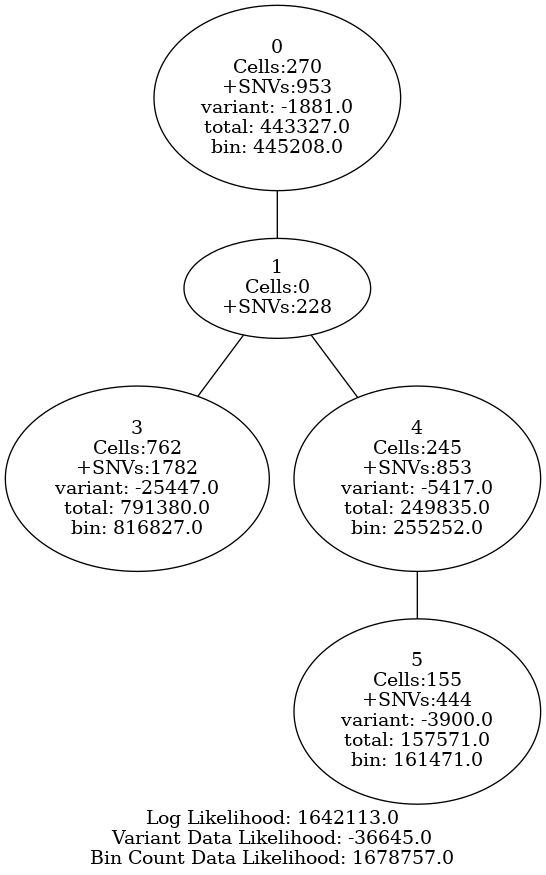 0
Cells:270
+SNVs:953
variant: -1881.0
total: 443327.0
bin: 445208.0
1
Cells:0
+SNVs:228
3
Cells:762
+SNVs:1782
variant: -25447.0
total: 791380.0
bin: 816827.0
4
Cells:245
+SNVs:853
variant: -5417.0
total: 249835.0
bin: 255252.0
5
Cells:155
+SNVs:444
variant: -3900.0
total: 157571.0
bin: 161471.0
Log Likelihood: 1642113.0
Variant Data Likelihood: -36645.0
Bin Count Data Likelihood: 1678757.0